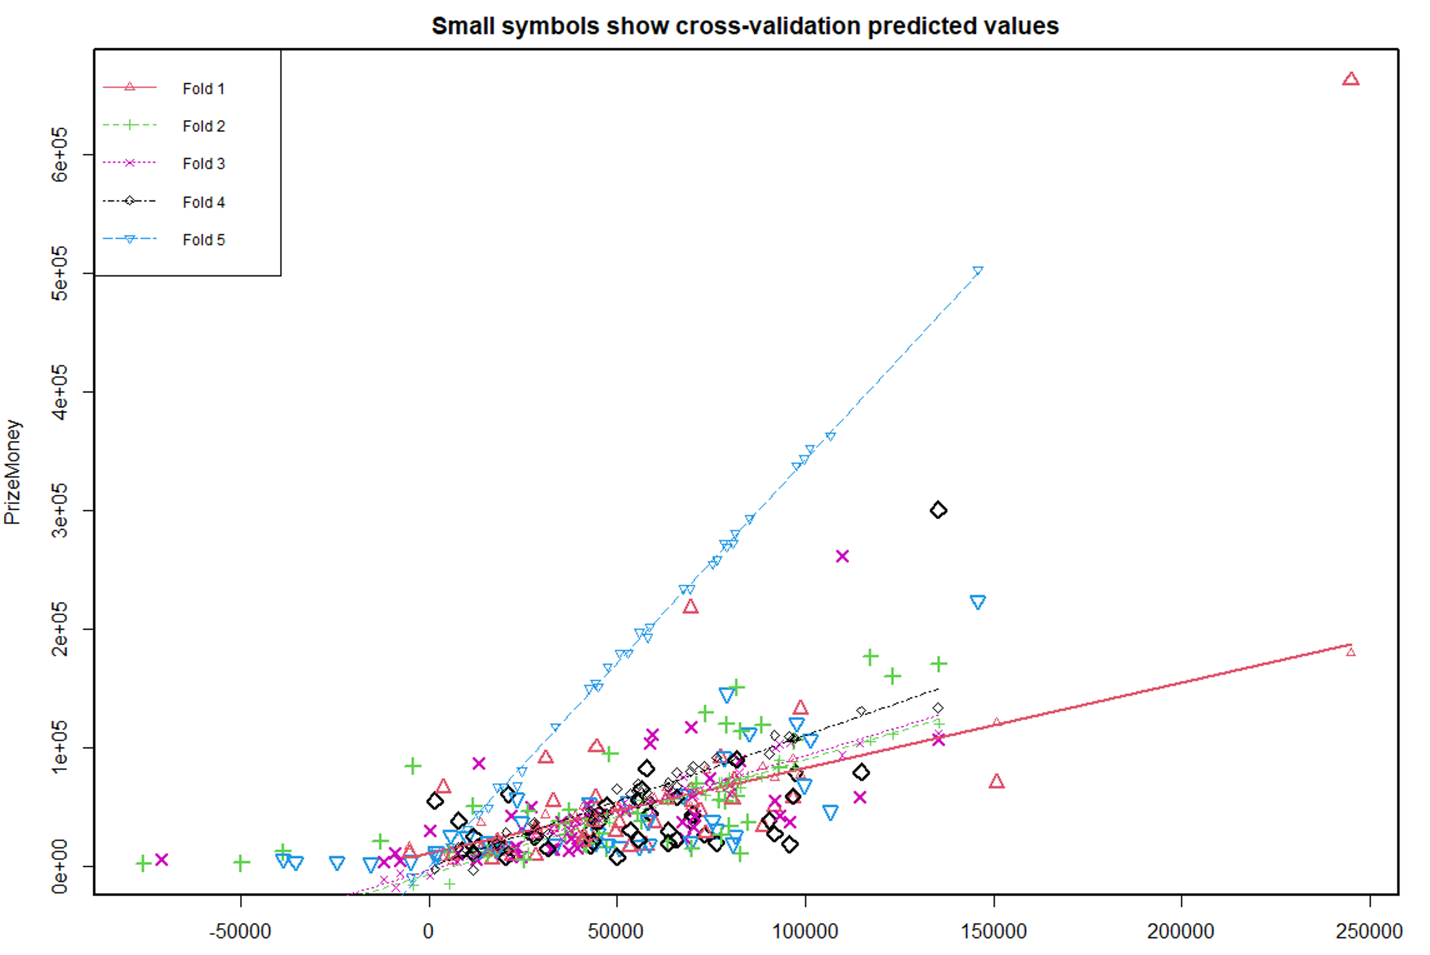 Small symbols show cross-validation predicted values
Fold 1
Fold 2
Fold 3
Fold 4
Fold 5
PrizeMoney
6e+05
5e+05
4e+05
3e+05
2e+05
1e+05
0e+00
-50000 0 50000 100000 150000 200000 250000